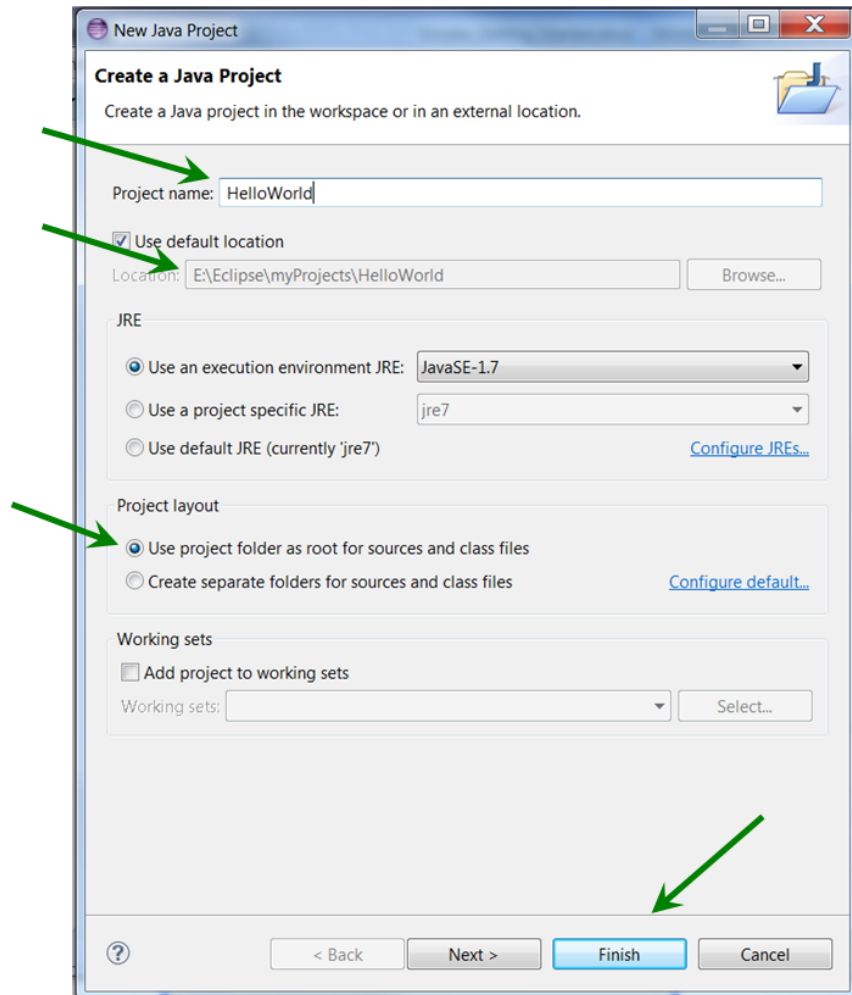 New Java Project
Create a Java Project
Create a Java project in the workspace or in an external location.
Project name: HelloWorld
Use default location
Location: E:\Eclipse\myProjects\HelloWorld Browse...
JRE
Use an execution environment JRE: JavaSE-1.7
Use a project specific JRE: jre7
Use default JRE (currently 'jre7') Configure JREs...
Project layout
Use project folder as root for sources and class files
Create separate folders for sources and class files Configure default...
Working sets
Add project to working sets
Working sets: Select...
? < Back Next > Finish Cancel